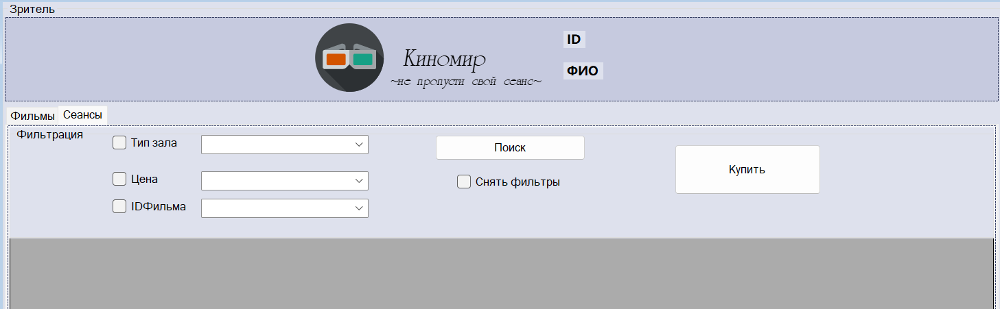 Зритель
Киномир
~не пропусти свой сеанс~
ID
ФИО
Фильмы
Сеансы
Фильтрация
Тип зала
Поиск
Купить
Цена
Снять фильтры
IDФильма